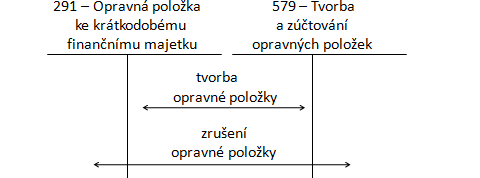 291 – Opravná položka
ke krátkodobému
finančnímu majetku
579 – Tvorba
a zúčtování
opravných položek
tvorba
opravné položky
zrušení
opravné položky